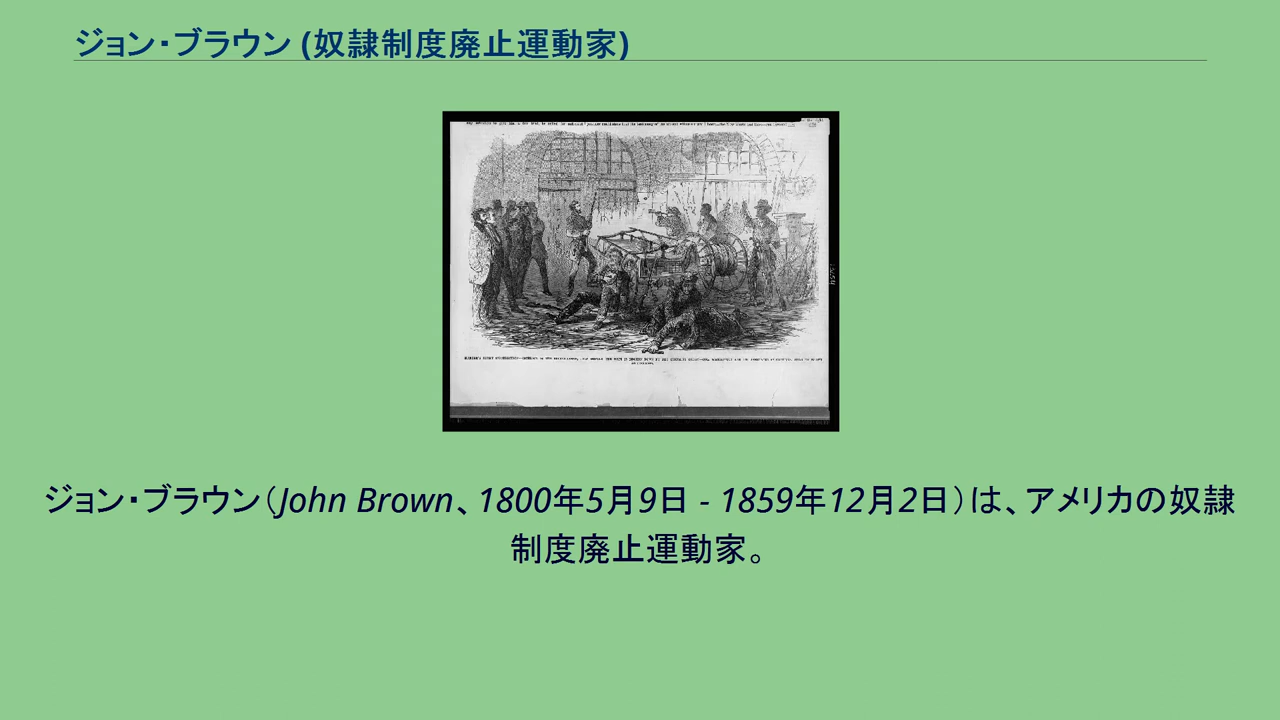 ジョン・ブラウン (奴隷制度廃止運動家)
ジョン・ブラウン（John Brown、1800年5月9日 - 1859年12月2日）は、アメリカの奴隷
制度廃止運動家。